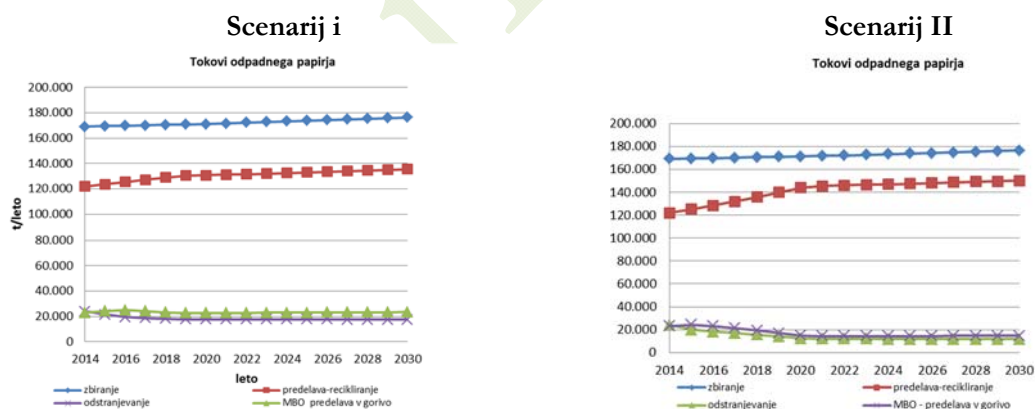 Scenarij i
Tokovi odpadnega papirja
200.000
180.000
160.000
140.000
120.000
100.000
80.000
60.000
40.000
20.000
0
t/leto
2014 2016 2018 2020 2022 2024 2026 2028 2030
leto
zbiranje predelava-recikliranje
odstranjevanje MBO predelava v gorivo
Scenarij II
Tokovi odpadnega papirja
200.000
180.000
160.000
140.000
120.000
100.000
80.000
60.000
40.000
20.000
0
2014 2016 2018 2020 2022 2024 2026 2028 2030
zbiranje predelava-recikliranje
odstranjevanje MBO - predelava v gorivo